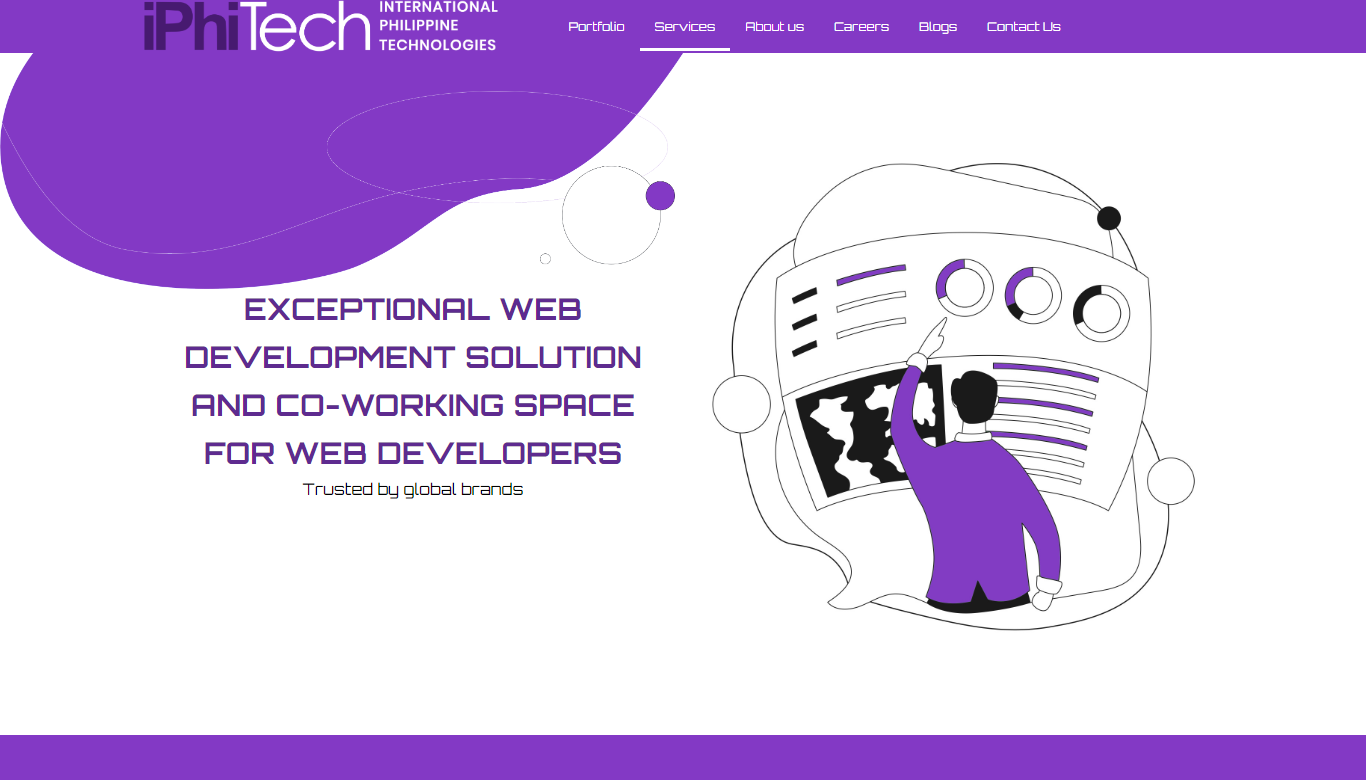 iPhiTech
INTERNATIONAL
PHILIPPINE
TECHNOLOGIES
Portfolio
Services
About us
Careers
Blogs
Contact Us
EXCEPTIONAL WEB
DEVELOPMENT SOLUTION
AND CO-WORKING SPACE
FOR WEB DEVELOPERS
Trusted by global brands